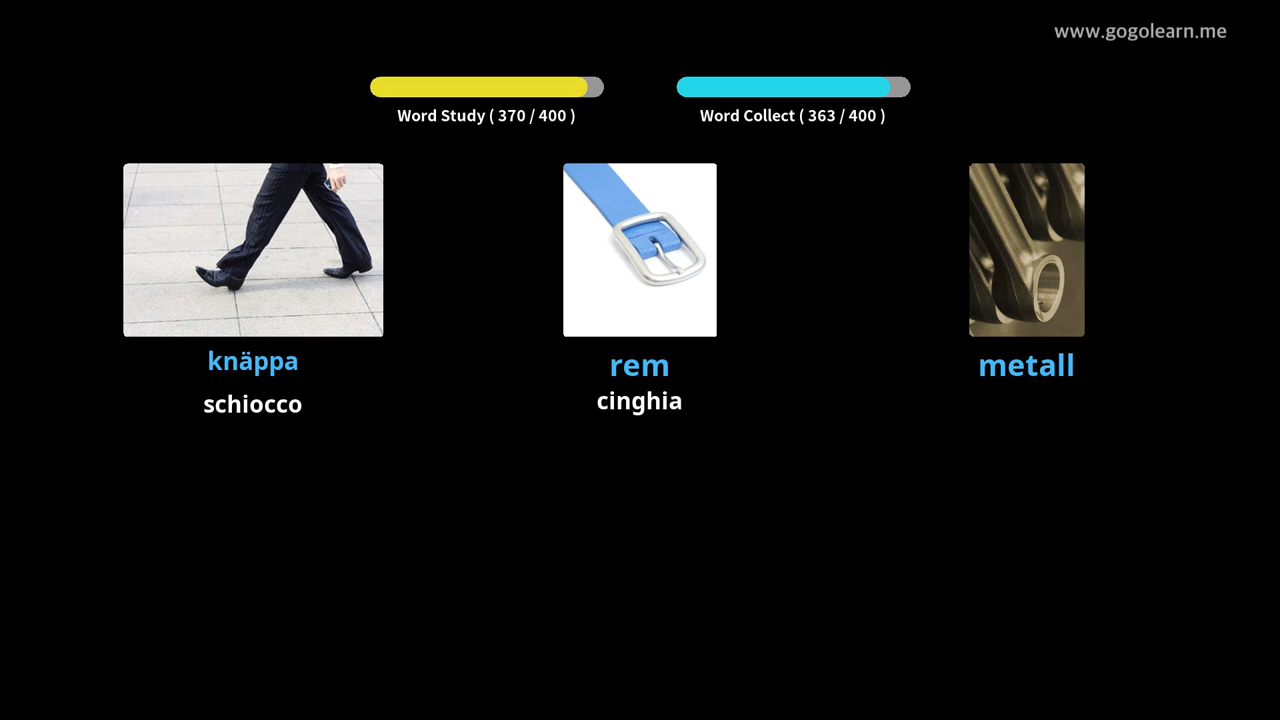 www.gogolearn.me
Word Study ( 370 / 400 )
Word Collect ( 363 / 400 )
knäppa
schiocco
rem
cinghia
metall